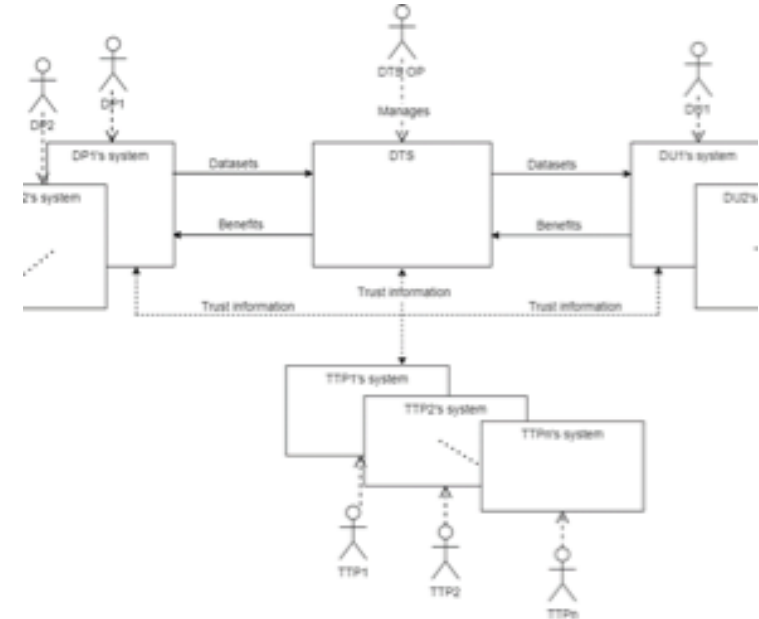 DTS OP
DP1
DU1
DP2
Manages
DP1's system
DTS
DU1's system
Datasets
Datasets
2's system
DU2's
Benefits
Benefits
Trust information
Trust information
Trust information
TTP1's system
TTP2's system
TTPn's system
TTP1
TTP2
TTPn